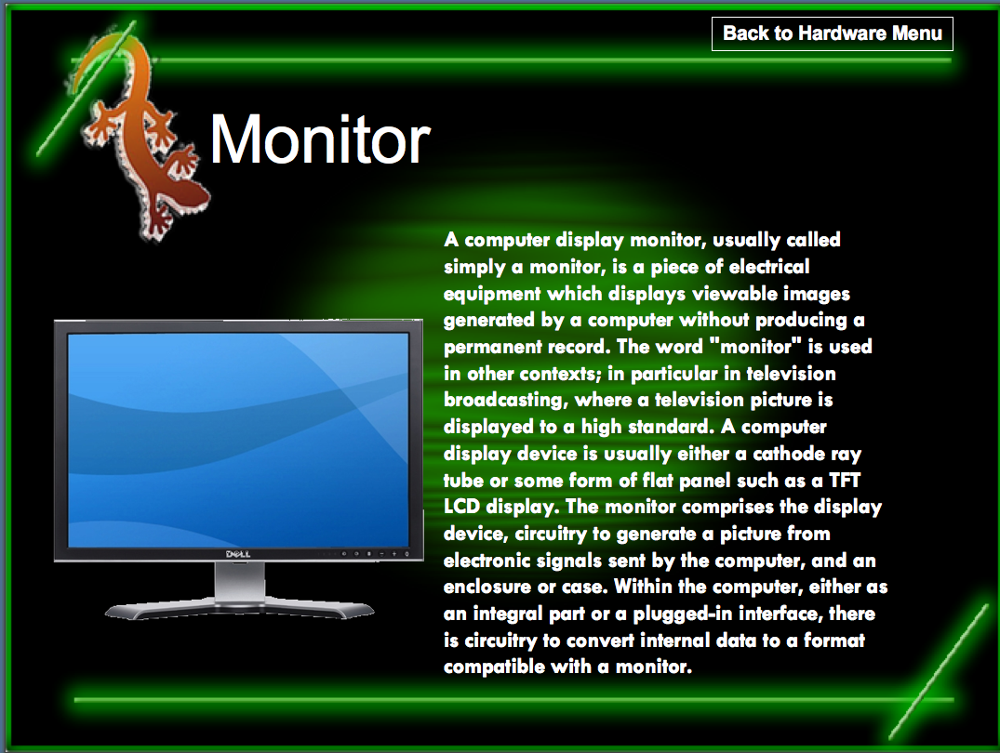 Back to Hardware Menu
Monitor
A computer display monitor, usually called
simply a monitor, is a piece of electrical
equipment which displays viewable images
generated by a computer without producing a
permanent record. The word "monitor" is used
in other contexts; in particular in television
broadcasting, where a television picture is
displayed to a high standard. A computer
display device is usually either a cathode ray
tube or some form of flat panel such as a TFT
LCD display. The monitor comprises the display
device, circuitry to generate a picture from
electronic signals sent by the computer, and an
enclosure or case. Within the computer, either as
an integral part or a plugged-in interface, there
is circuitry to convert internal data to a format
compatible with a monitor.
DELL